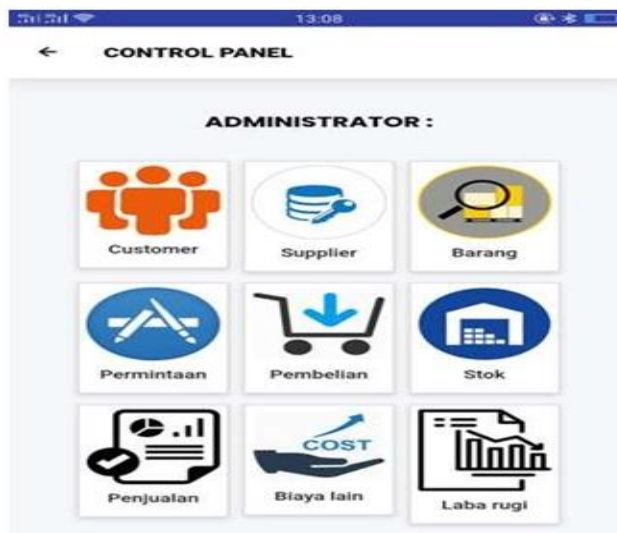 13:08
CONTROL PANEL
ADMINISTRATOR :
Customer
Supplier
Barang
Permintaan
Pembelian
Stok
COST
Penjualan
Biaya lain
Laba rugi